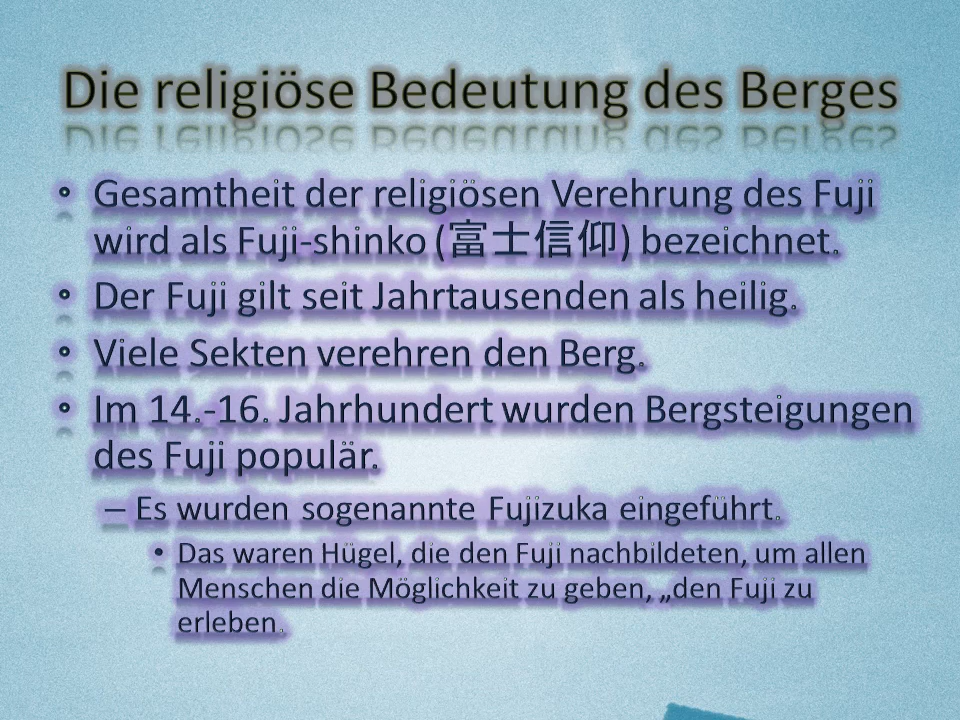 Die religiöse Bedeutung des Berges
• Gesamtheit der religiösen Verehrung des Fuji
wird als Fuji-shinko (富士信仰) bezeichnet.
• Der Fuji gilt seit Jahrtausenden als heilig.
• Viele Sekten verehren den Berg.
• Im 14.-16. Jahrhundert wurden Bergsteigungen
des Fuji populär.
– Es wurden sogenannte Fujizuka eingeführt.
• Das waren Hügel, die den Fuji nachbildeten, um allen
Menschen die Möglichkeit zu geben, „den Fuji zu
erleben.